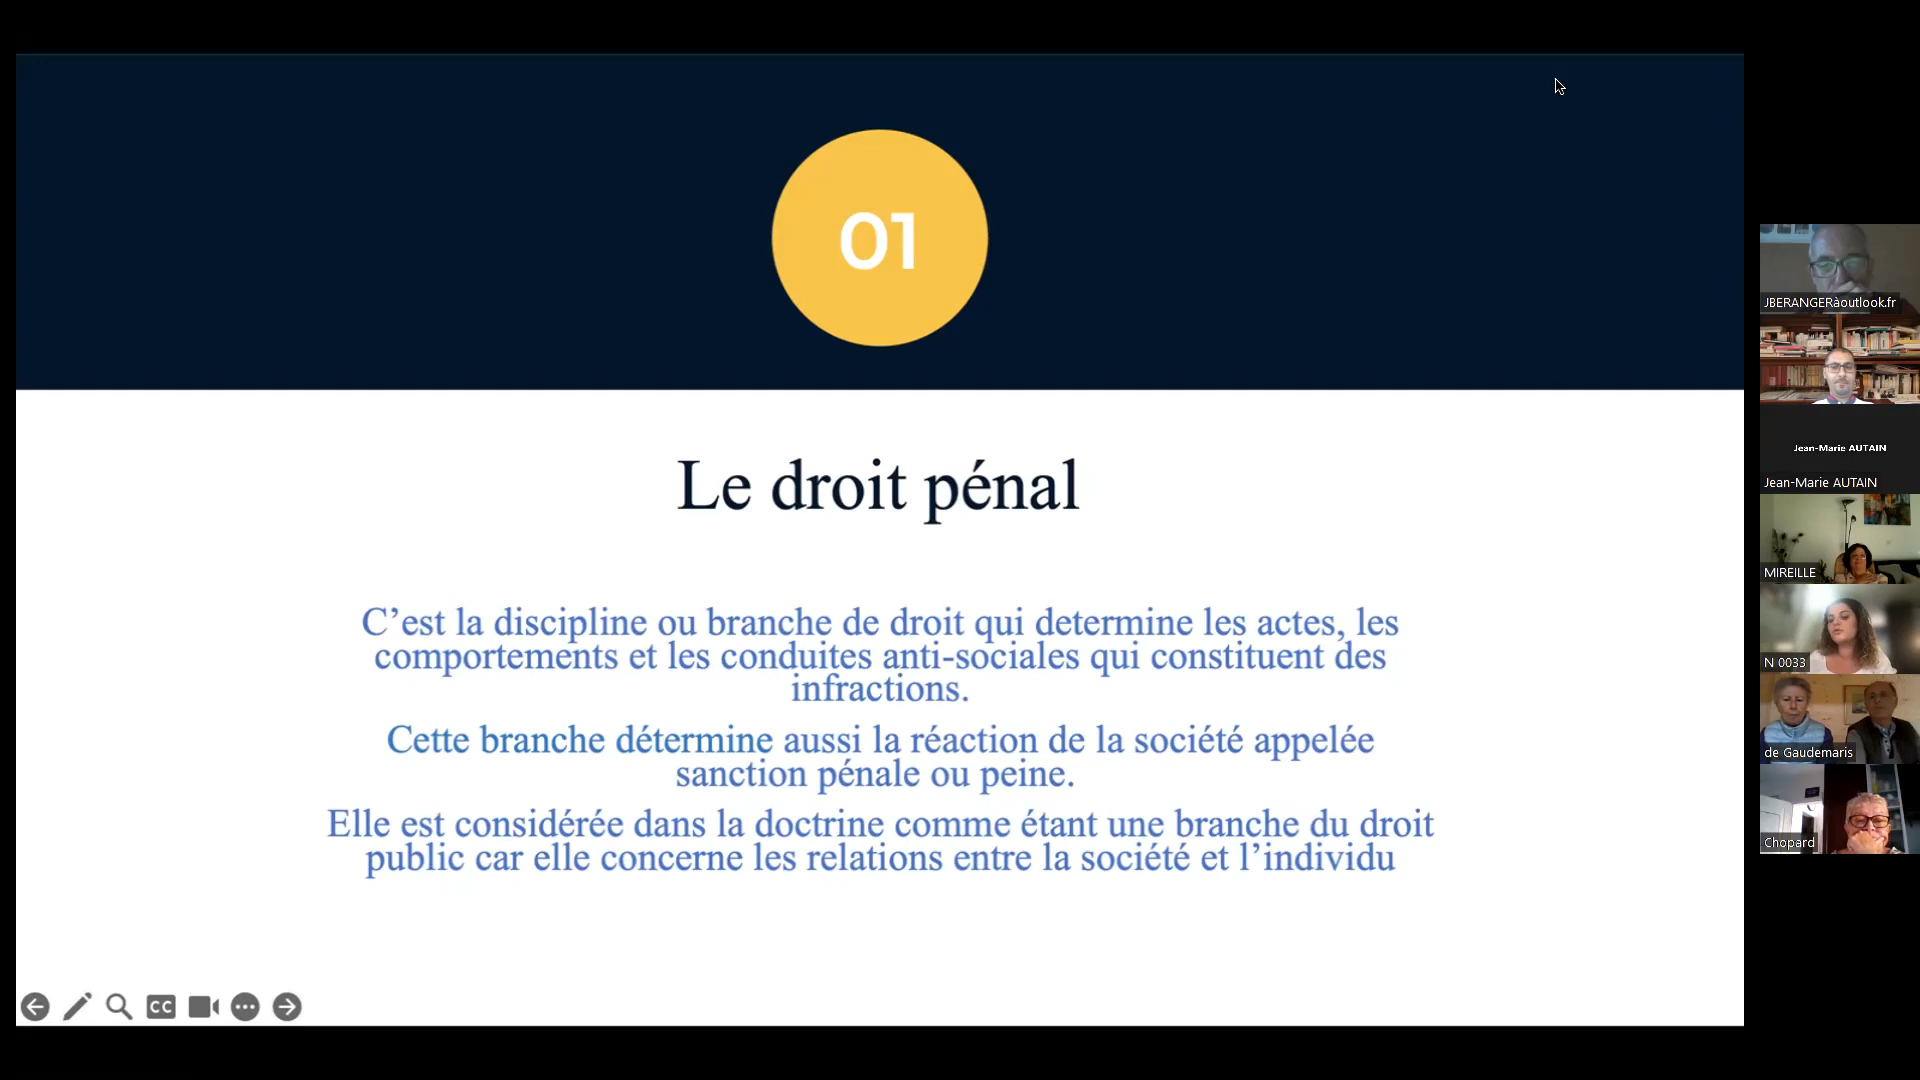 01
Le droit pénal
C’est la discipline ou branche de droit qui determine les actes, les
comportements et les conduites anti-sociales qui constituent des
infractions.
Cette branche détermine aussi la réaction de la société appelée
sanction pénale ou peine.
Elle est considérée dans la doctrine comme étant une branche du droit
public car elle concerne les relations entre la société et l’individu
CC
JBERANGERàoutlook.fr
Jean-Marie AUTAIN
Jean-Marie AUTAIN
MIREILLE
N 0033
de Gaudemaris
Chopard